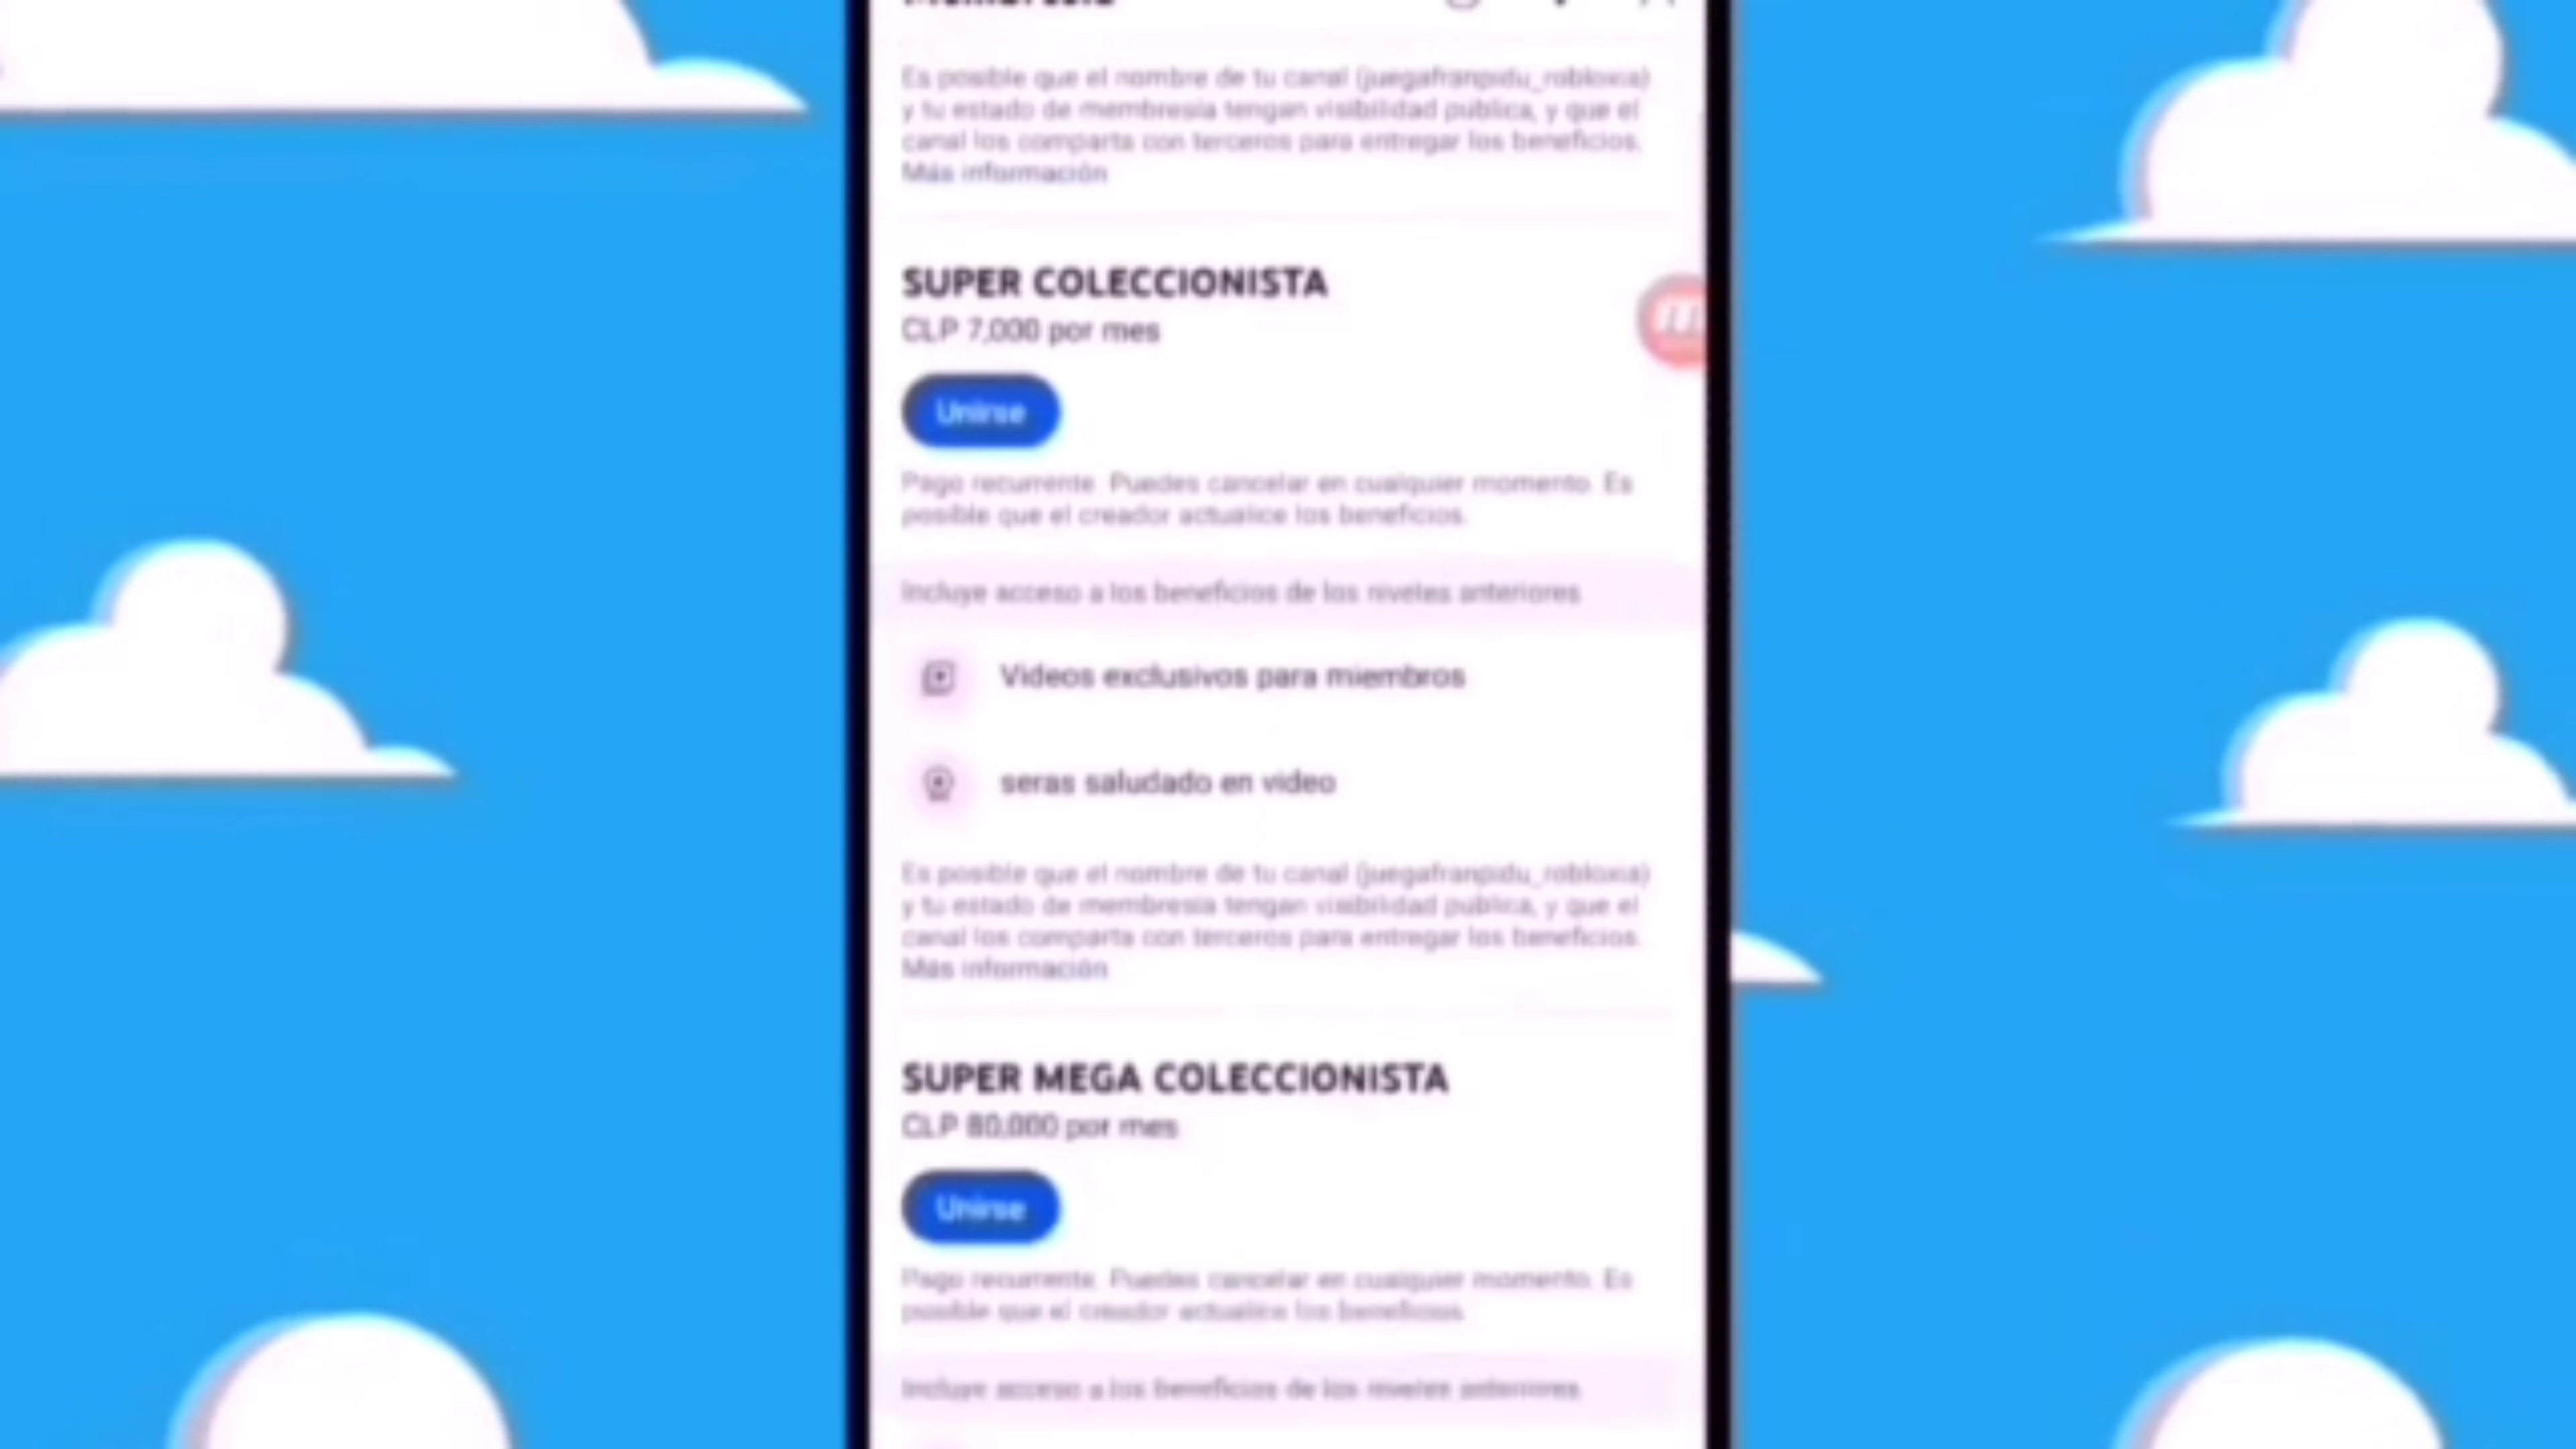 Es posible que el nombre de tu canal (juegafranpidu_robloxia)
y tu estado de membresía tengan visibilidad pública, y que el
canal los comparta con terceros para entregar los beneficios.
Más información
SUPER COLECCIONISTA
CLP 7,000 por mes
Unirse
Pago recurrente. Puedes cancelar en cualquier momento. Es
posible que el creador actualice los beneficios.
Incluye acceso a los beneficios de los niveles anteriores
Videos exclusivos para miembros
seras saludado en video
Es posible que el nombre de tu canal (juegafranpidu_robloxia)
y tu estado de membresía tengan visibilidad pública, y que el
canal los comparta con terceros para entregar los beneficios.
Más información
SUPER MEGA COLECCIONISTA
CLP 80,000 por mes
Unirse
Pago recurrente. Puedes cancelar en cualquier momento. Es
posible que el creador actualice los beneficios.
Incluye acceso a los beneficios de los niveles anteriores